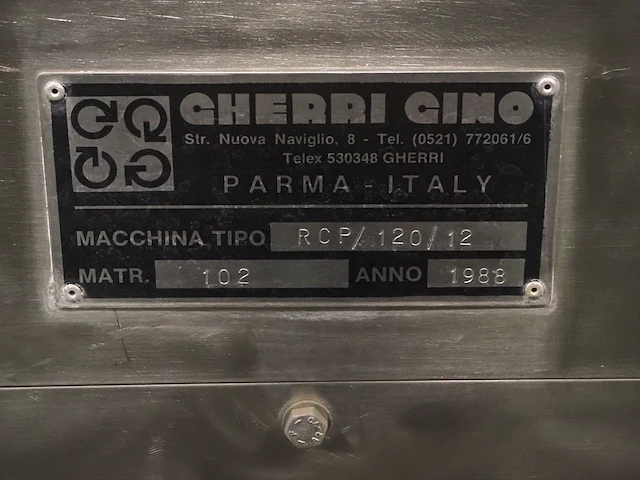 GHERRI GINO
Str. Nuova Naviglio, 8 - Tel. (0521) 772061/6
Telex 530348 GHERRI
PARMA - ITALY
MACCHINA TIPO RCP/120/12
MATR. 102 ANNO 1988